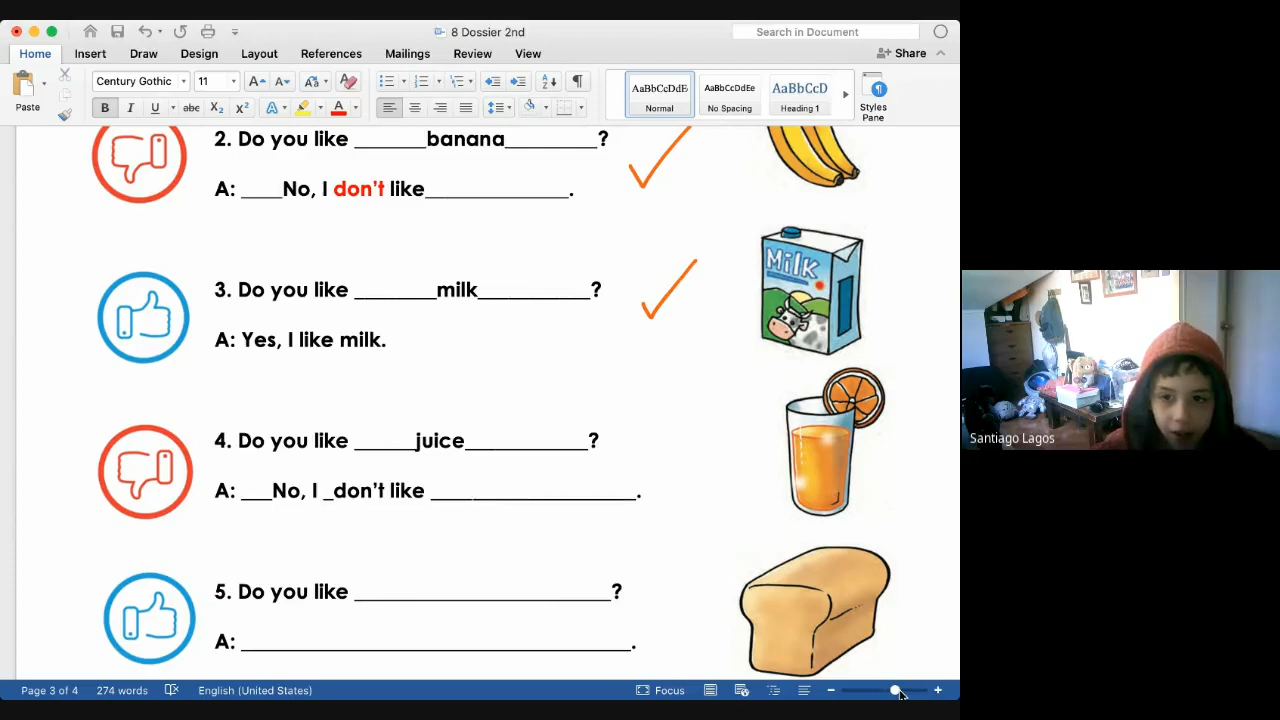 8 Dossier 2nd
Search in Document
Home Insert Draw Design Layout References Mailings Review View Share
Paste
Century Gothic 11
AaBbCcDdE AaBbCcDdEe AaBbCcD
Normal No Spacing Heading 1
Styles Pane
2. Do you like _______banana_________?
A: ____No, I don't like______________.
3. Do you like ________milk___________?
A: Yes, I like milk.
Milk
4. Do you like ______juice____________?
A: ___No, I _don't like ____________________.
5. Do you like _________________________?
A: ______________________________________.
Santiago Lagos
Page 3 of 4 274 words English (United States) Focus